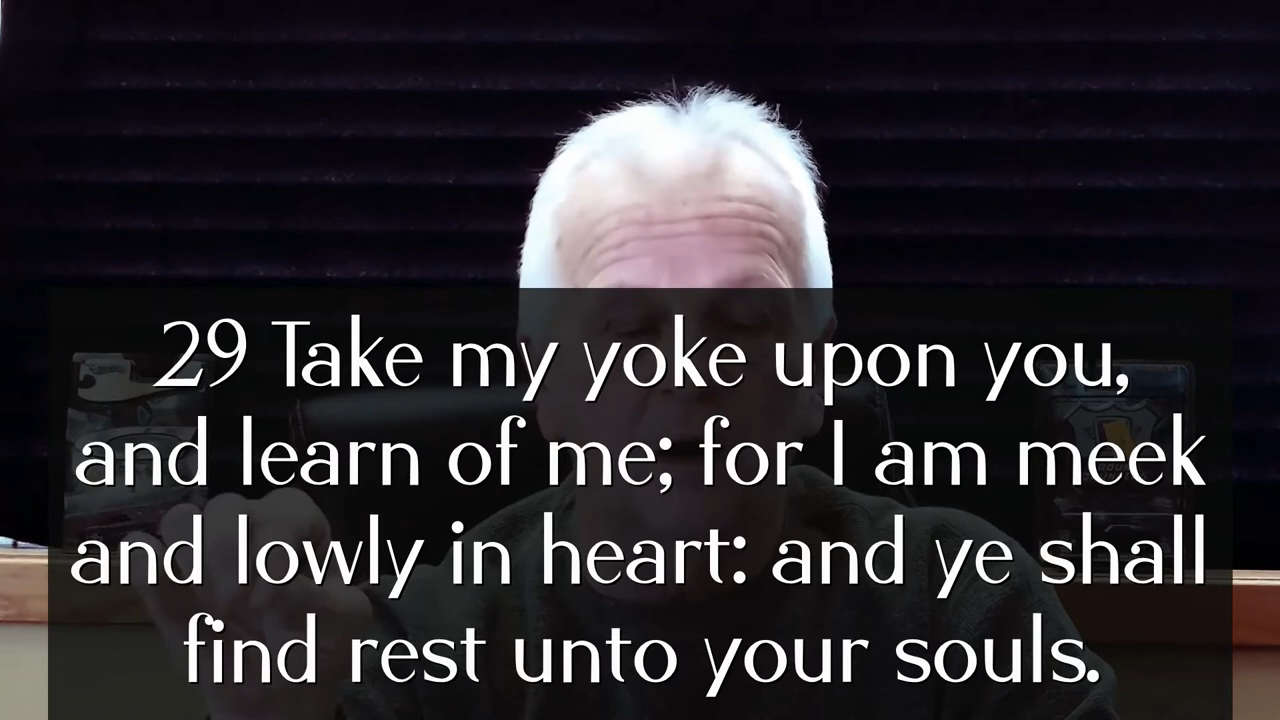 29 Take my yoke upon you,
and learn of me; for I am meek
and lowly in heart: and ye shall
find rest unto your souls.